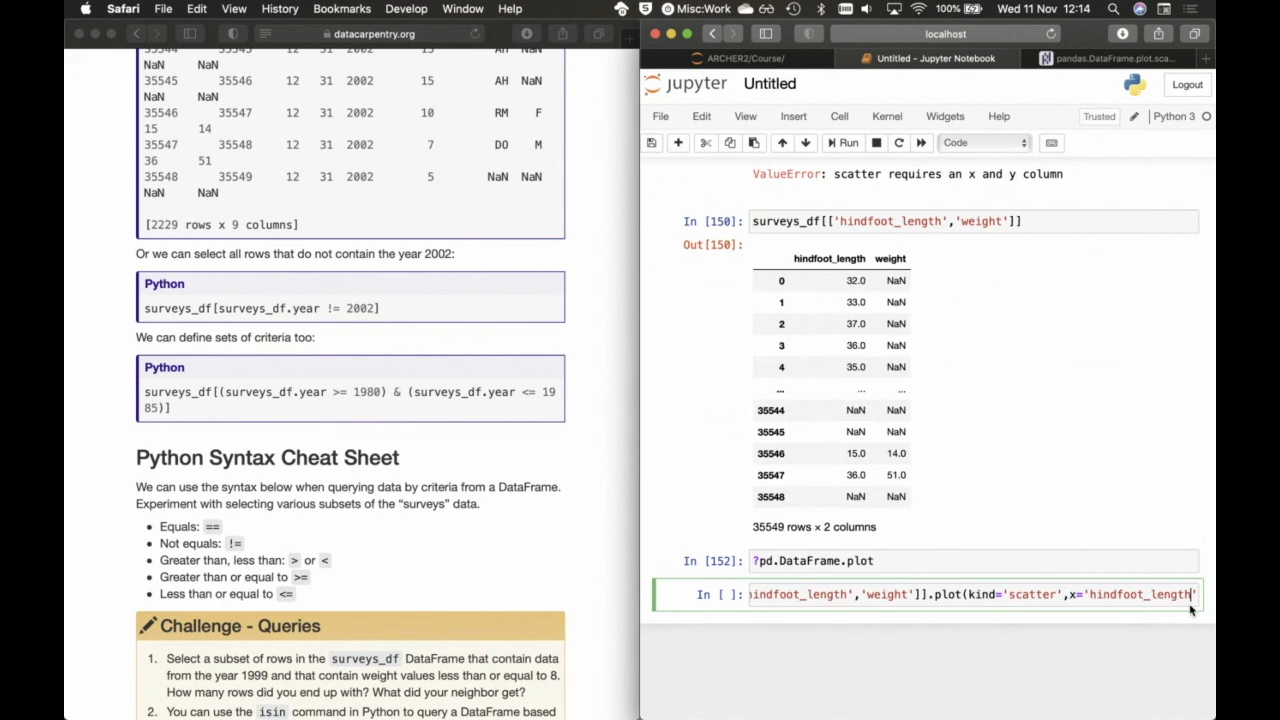 Safari File Edit View History Bookmarks Develop Window Help 100% Wed 11 Nov 12:14
datacarpentry.org
NaN NaN
35545 35546 12 31 2002 15 AH NaN
NaN NaN
35546 35547 12 31 2002 10 RM F
15 14
35547 35548 12 31 2002 7 DO M
36 51
35548 35549 12 31 2002 5 NaN NaN
NaN NaN
[2229 rows x 9 columns]
Or we can select all rows that do not contain the year 2002:
Python
surveys_df[surveys_df.year != 2002]
We can define sets of criteria too:
Python
surveys_df[(surveys_df.year >= 1980) & (surveys_df.year <= 19
85)]
Python Syntax Cheat Sheet
We can use the syntax below when querying data by criteria from a DataFrame.
Experiment with selecting various subsets of the “surveys” data.
Equals: ==
Not equals: !=
Greater than, less than: > or <
Greater than or equal to >=
Less than or equal to <=
Challenge - Queries
1. Select a subset of rows in the surveys_df DataFrame that contain data
from the year 1999 and that contain weight values less than or equal to 8.
How many rows did you end up with? What did your neighbor get?
2. You can use the isin command in Python to query a DataFrame based
localhost
ARCHER2/Course/ Untitled - Jupyter Notebook pandas.DataFrame.plot.sca...
jupyter Untitled Logout
File Edit View Insert Cell Kernel Widgets Help Trusted Python 3
Run Code
ValueError: scatter requires an x and y column
In [150]: surveys_df[['hindfoot_length','weight']]
Out[150]:
hindfoot_length weight
0 32.0 NaN
1 33.0 NaN
2 37.0 NaN
3 36.0 NaN
4 35.0 NaN
... ... ...
35544 NaN NaN
35545 NaN NaN
35546 15.0 14.0
35547 36.0 51.0
35548 NaN NaN
35549 rows × 2 columns
In [152]: ?pd.DataFrame.plot
In [ ]: hindfoot_length','weight']].plot(kind='scatter',x='hindfoot_length'